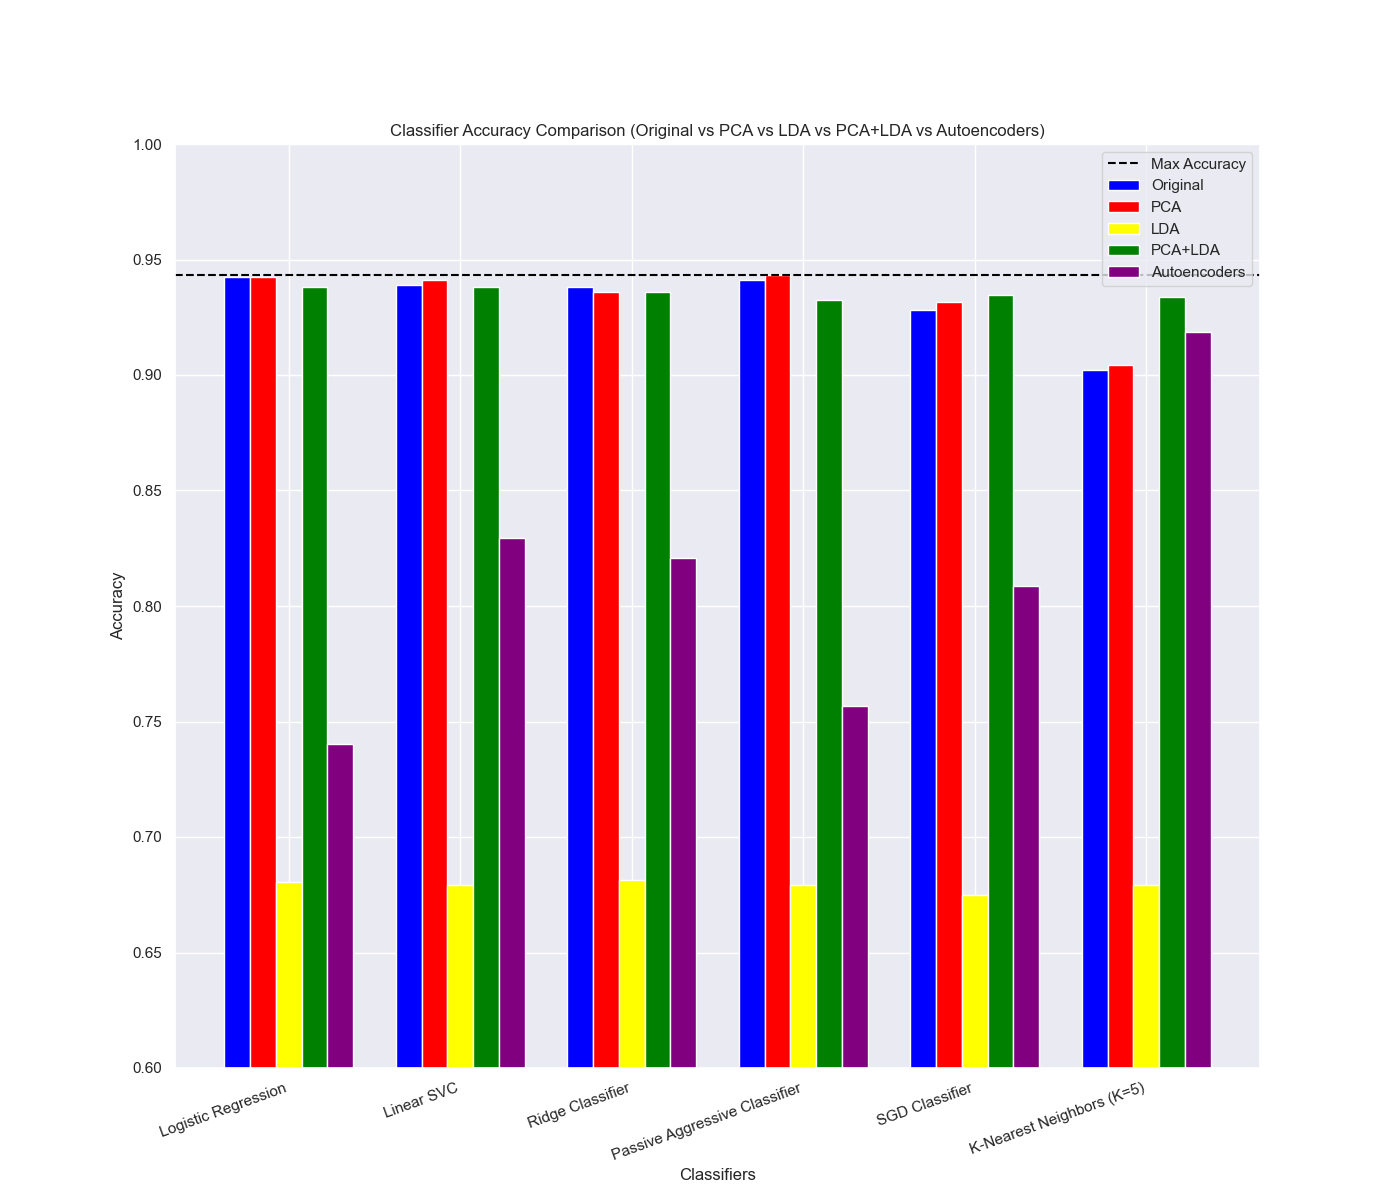 Classifier Accuracy Comparison (Original vs PCA vs LDA vs PCA+LDA vs Autoencoders)
1.00
0.95
0.90
0.85
0.80
0.75
0.70
0.65
0.60
Accuracy
Max Accuracy
Original
PCA
LDA
PCA+LDA
Autoencoders
Logistic Regression
Linear SVC
Ridge Classifier
Passive Aggressive Classifier
SGD Classifier
K-Nearest Neighbors (K=5)
Classifiers